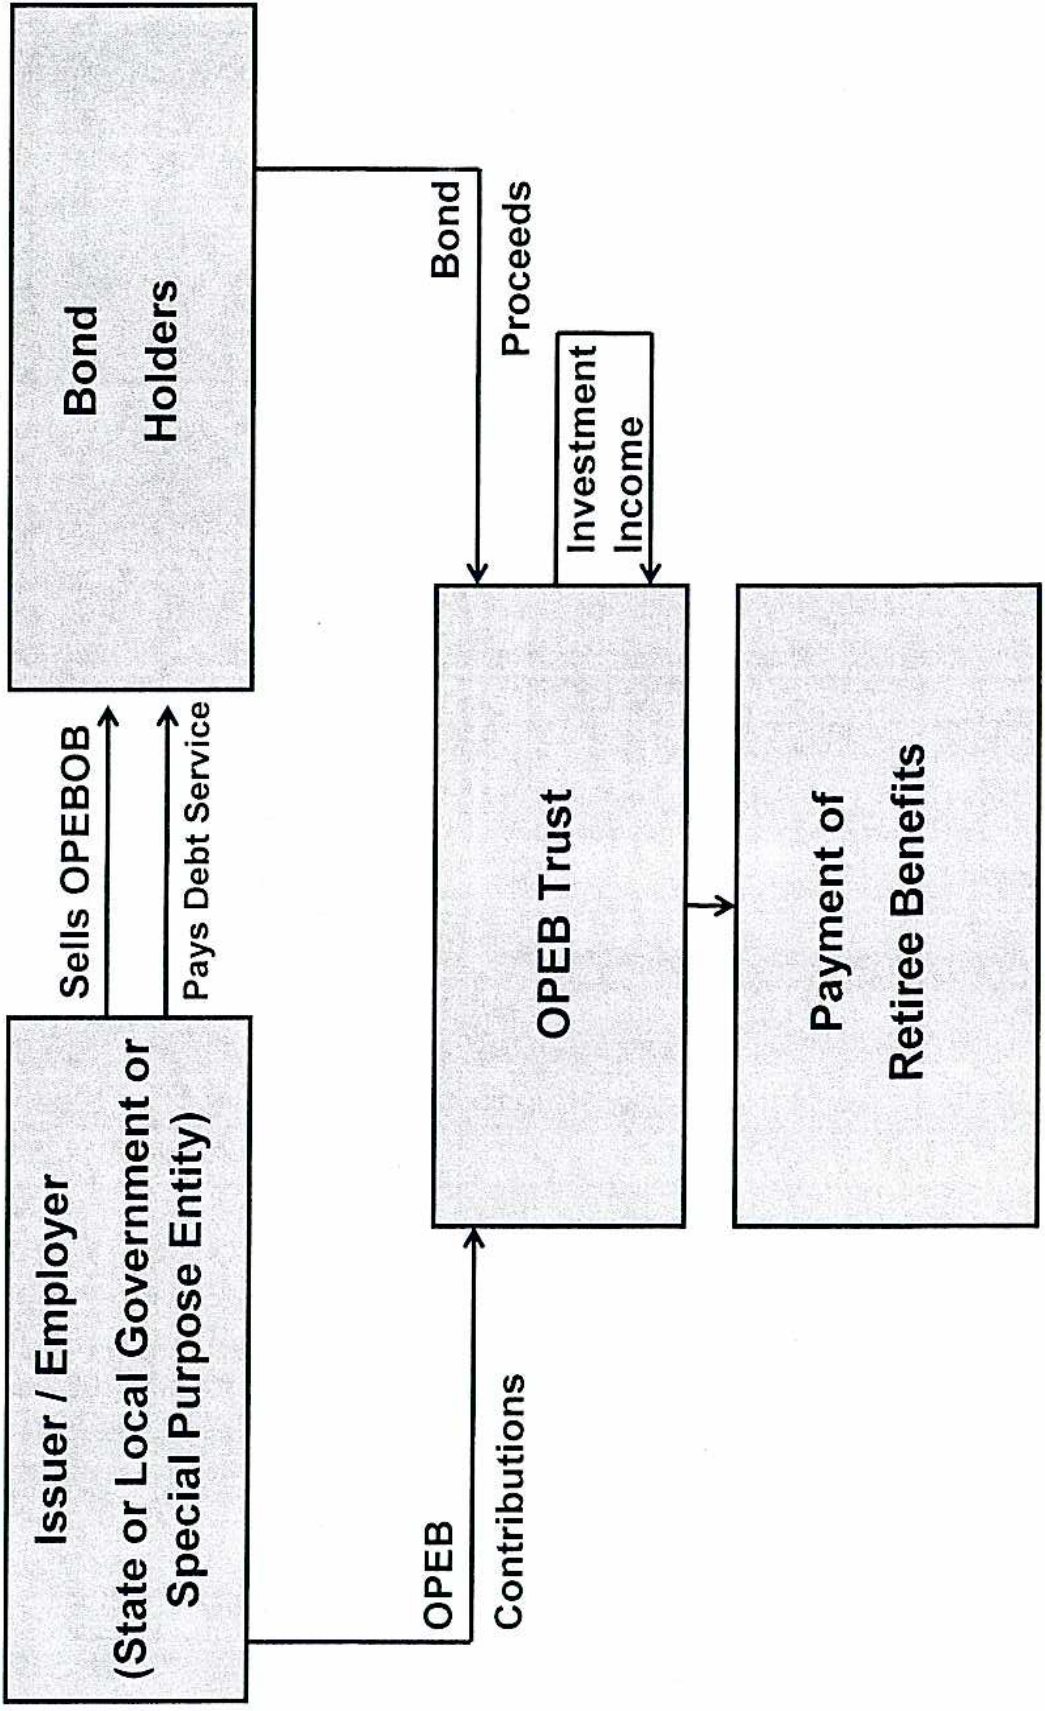 Issuer / Employer
(State or Local Government or
Special Purpose Entity)
Sells OPEBOB
Pays Debt Service
Bond
Holders
OPEB
Contributions
Bond
Proceeds
OPEB Trust
Investment
Income
Payment of
Retiree Benefits